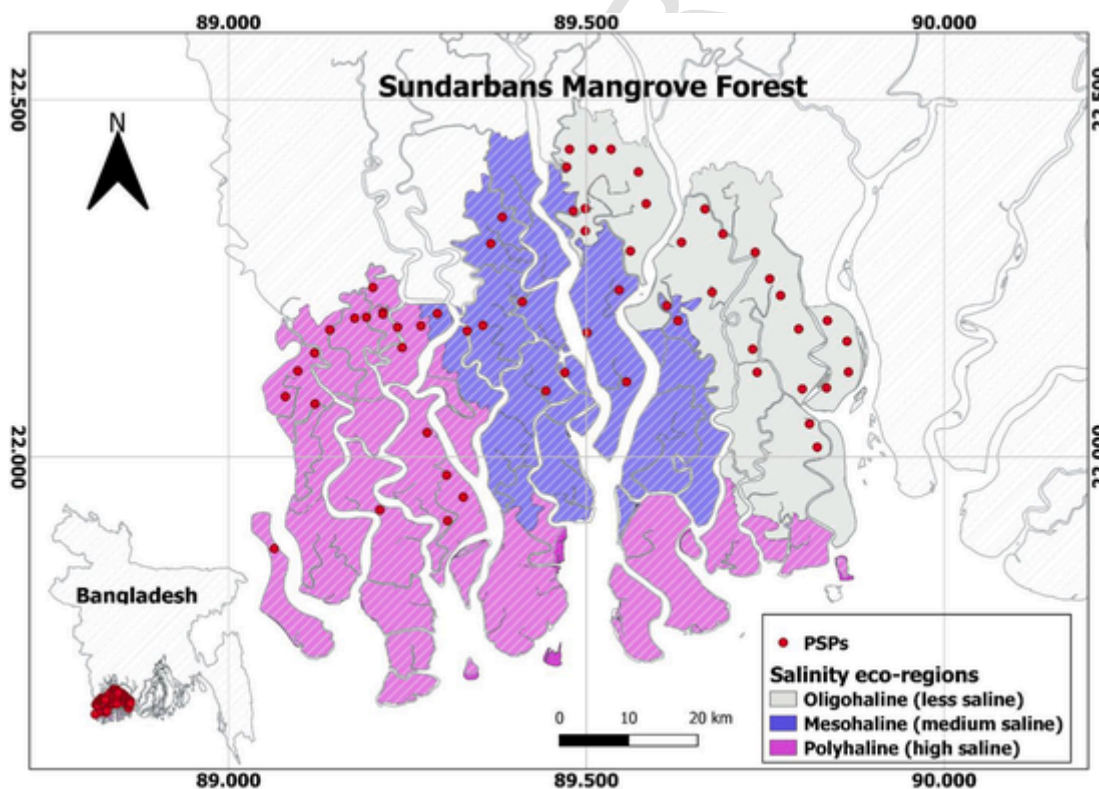 89.000 89.500 90.000
Sundarbans Mangrove Forest
22.500
22.500
N
22.000
22.000
Bangladesh
PSPs
Salinity eco-regions
Oligohaline (less saline)
Mesohaline (medium saline)
Polyhaline (high saline)
0 10 20 km
89.000 89.500 90.000